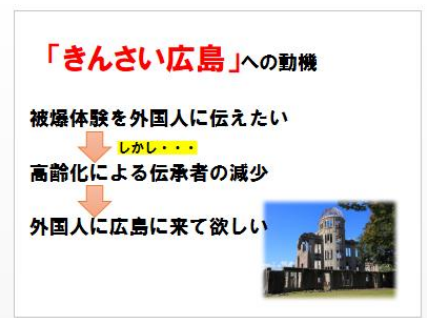 「きんさい広島」への動機
被爆体験を外国人に伝えたい
しかし・・・
高齢化による伝承者の減少
外国人に広島に来て欲しい